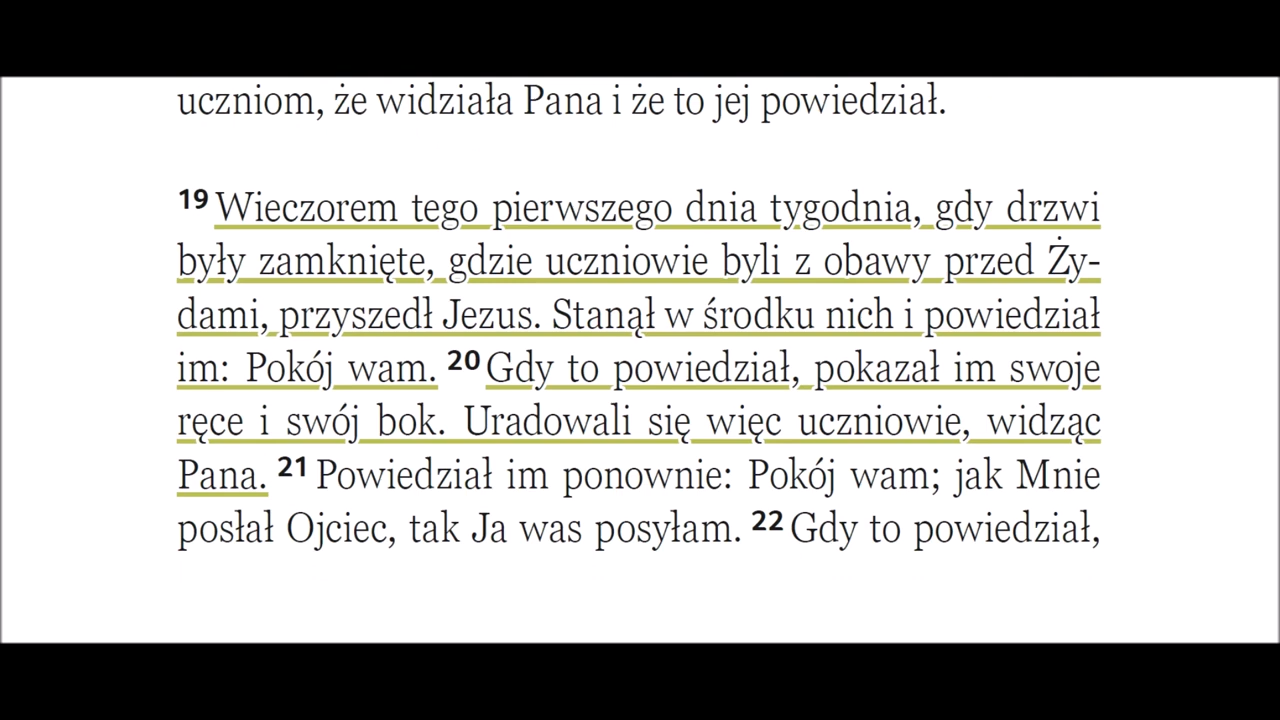 uczniom, że widziała Pana i że to jej powiedział.
19 Wieczorem tego pierwszego dnia tygodnia, gdy drzwi
były zamknięte, gdzie uczniowie byli z obawy przed Ży-
dami, przyszedł Jezus. Stanął w środku nich i powiedział
im: Pokój wam. 20 Gdy to powiedział, pokazał im swoje
ręce i swój bok. Uradowali się więc uczniowie, widząc
Pana. 21 Powiedział im ponownie: Pokój wam; jak Mnie
posłał Ojciec, tak Ja was posyłam. 22 Gdy to powiedział,